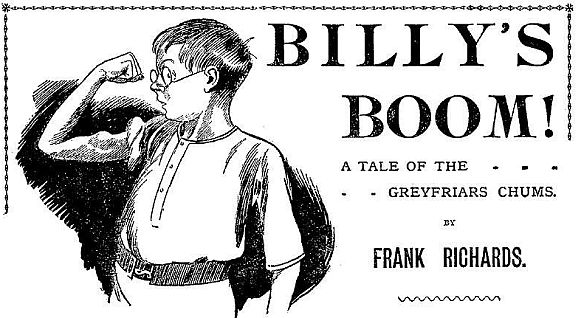 BILLY'S
BOOM!
A TALE OF THE - - -
- - GREYFRIARS CHUMS.
BY
FRANK RICHARDS.